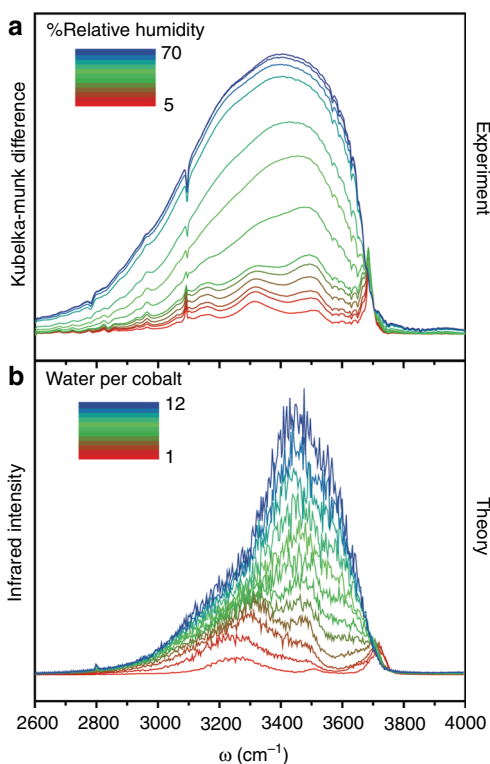 a
%Relative humidity
70
5
Kubelka-munk difference
Experiment
b
Water per cobalt
12
1
Infrared intensity
Theory
2600 2800 3000 3200 3400 3600 3800 4000
ω (cm⁻¹)